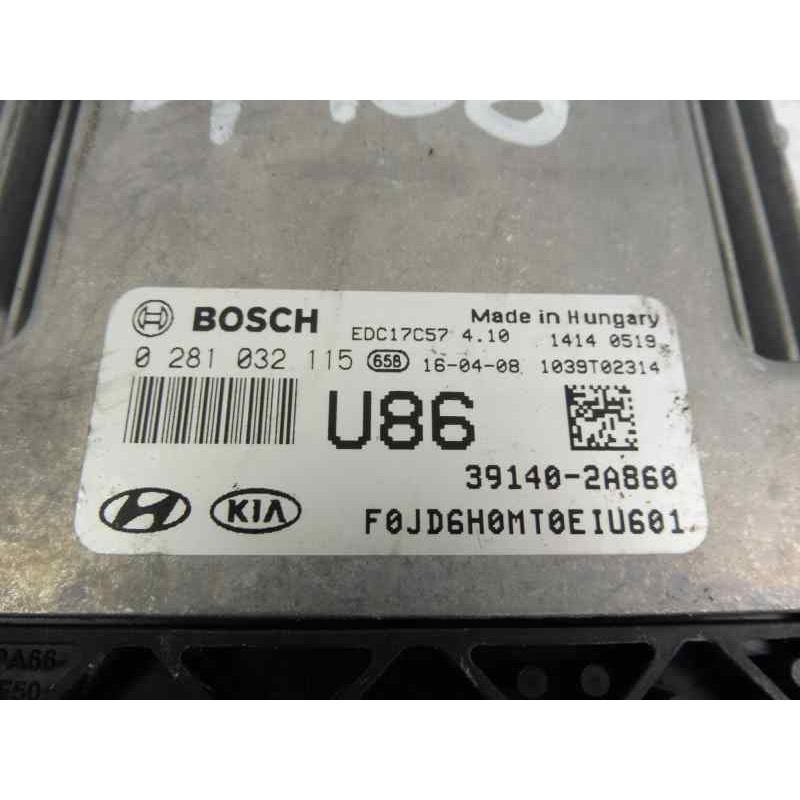 BOSCH
Made in Hungary
EDC17C57 4.10
1414 0519
0 281 032 115 658 16-04-08 1039T02314
U86
39140-2A860
KIA
F0JD6H0MT0EIU601